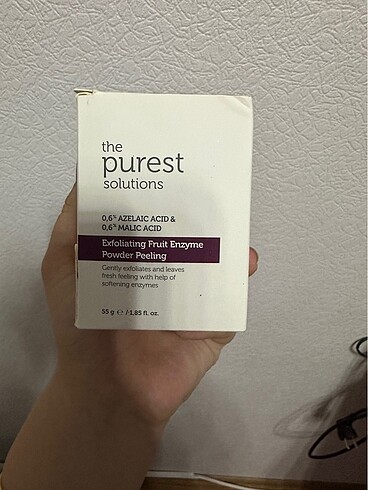 the
purest
solutions
0,6% AZELAIC ACID &
0,6% MALIC ACID
Exfoliating Fruit Enzyme
Powder Peeling
Gently exfoliates and leaves
fresh feeling with help of
softening enzymes
55 g ℮ / 1.85 fl. oz.